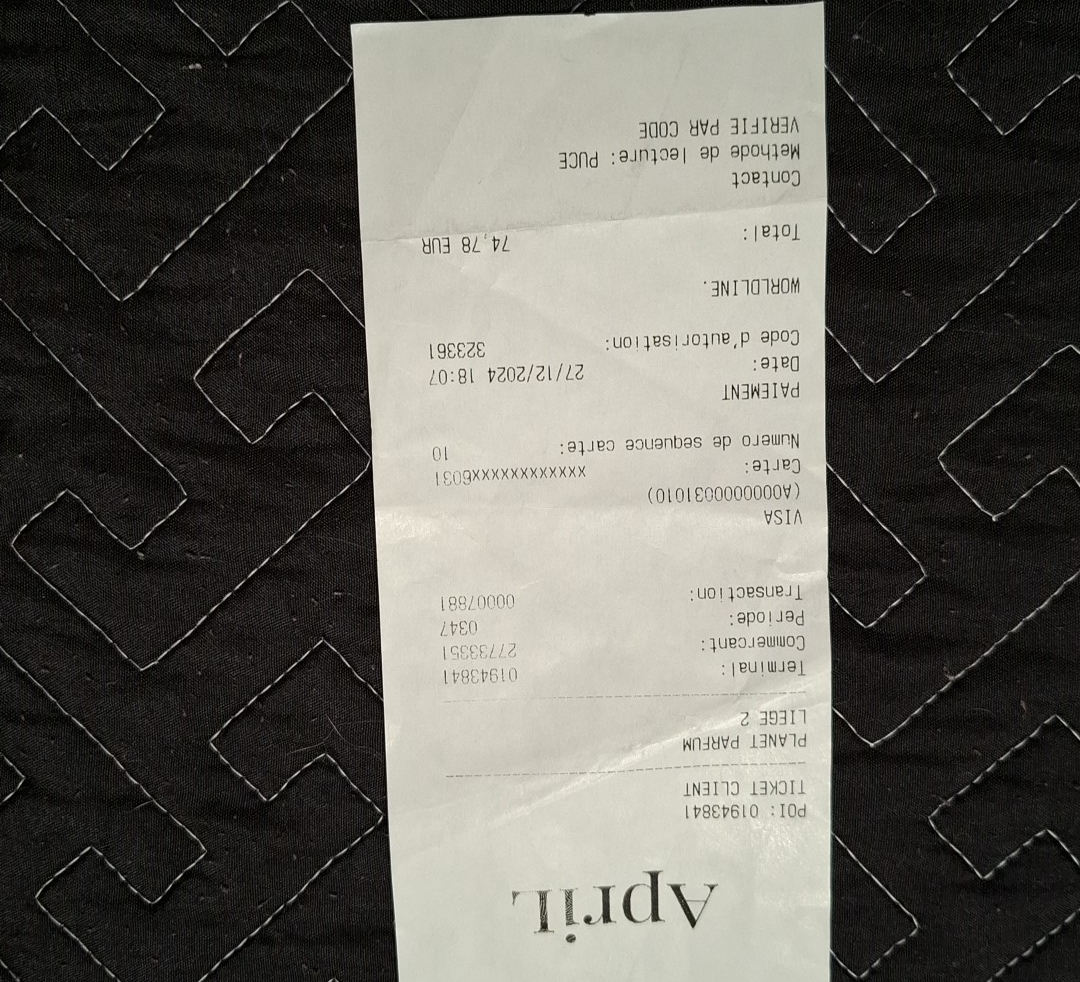 April
POI: 01943841
TICKET CLIENT
PLANET PARFUM
LIEGE 2
Terminal: 01943841
Commercant: 27733351
Periode: 0347
Transaction: 00007881
VISA
(A0000000031010)
Carte: xxxxxxxxxxxxx6031
Numero de sequence carte: 10
PAIEMENT
Date: 27/12/2024 18:07
Code d'autorisation: 323361
WORLDLINE.
Total: 74,78 EUR
Contact
Methode de lecture: PUCE
VERIFIE PAR CODE